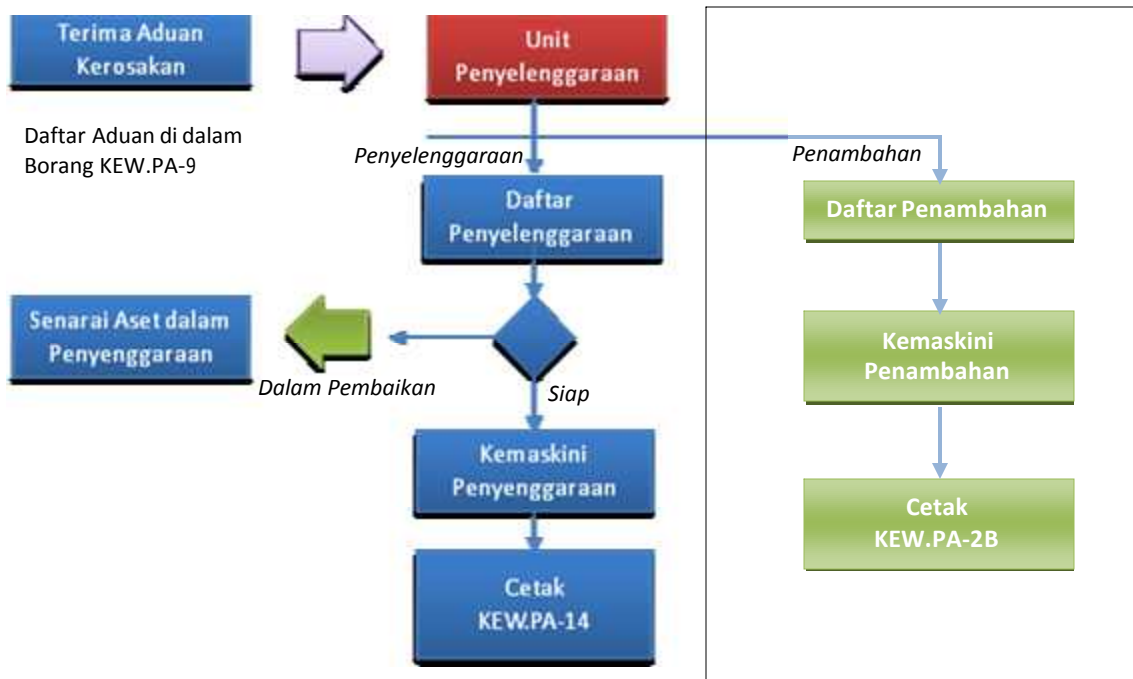 Terima Aduan
Kerosakan
Unit
Penyelenggaraan
Daftar Aduan di dalam
Borang KEW.PA-9
Penyelenggaraan
Penambahan
Daftar
Penyelenggaraan
Daftar Penambahan
Senarai Aset dalam
Penyenggaraan
Dalam Pembaikan
Siap
Kemaskini
Penambahan
Kemaskini
Penyenggaraan
Cetak
KEW.PA-2B
Cetak
KEW.PA-14